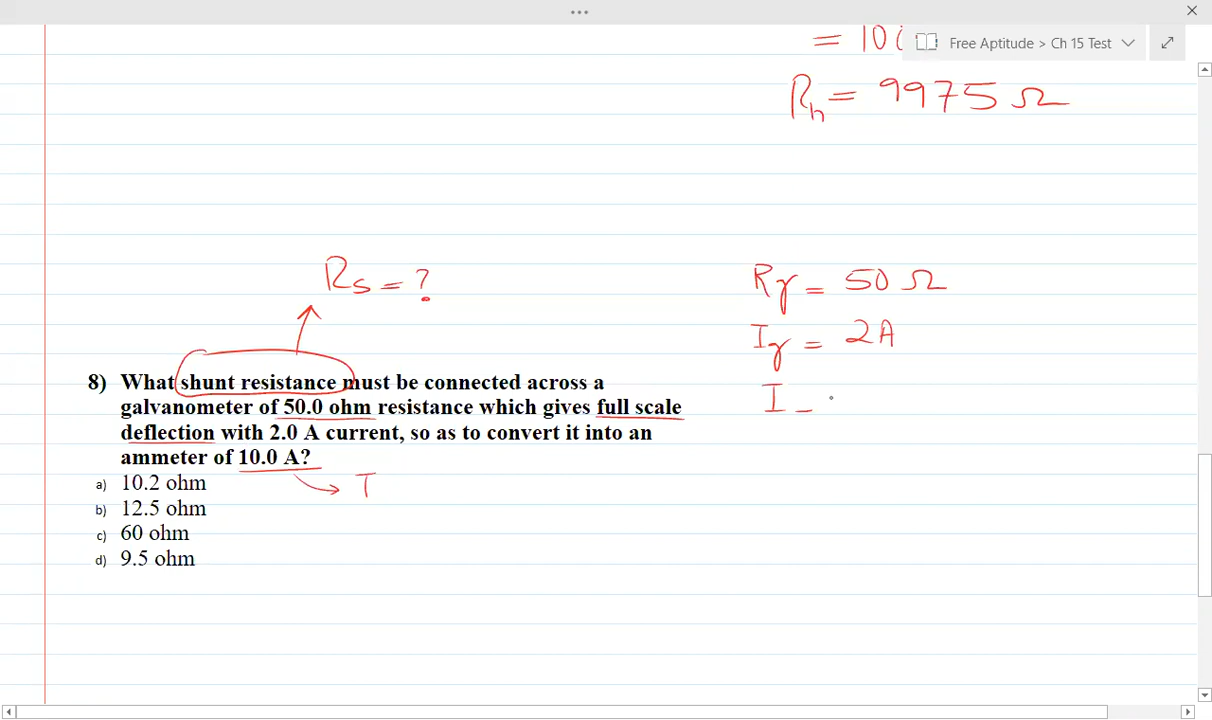 = 10
Free Aptitude > Ch 15 Test
Rh = 9975 Ω
Rs = ?
Rg = 50 Ω
Ig = 2A
I =
8) What shunt resistance must be connected across a
galvanometer of 50.0 ohm resistance which gives full scale
deflection with 2.0 A current, so as to convert it into an
ammeter of 10.0 A?
I
a) 10.2 ohm
b) 12.5 ohm
c) 60 ohm
d) 9.5 ohm